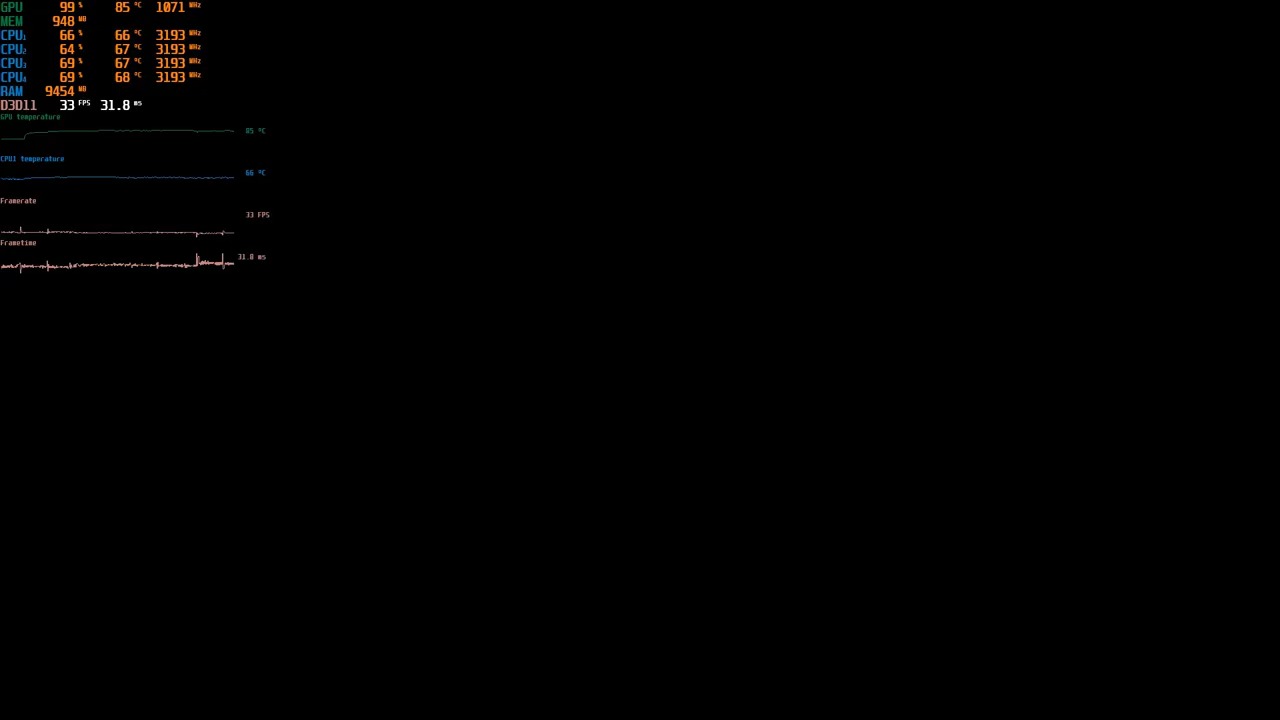 GPU 99 % 85 °C 1071 MHz
MEM 948 MB
CPU1 66 % 66 °C 3193 MHz
CPU2 64 % 67 °C 3193 MHz
CPU3 69 % 67 °C 3193 MHz
CPU4 69 % 68 °C 3193 MHz
RAM 9454 MB
D3D11 33 FPS 31.8 ms
GPU temperature
85 °C
CPU1 temperature
66 °C
Framerate
33 FPS
Frametime
31.8 ms